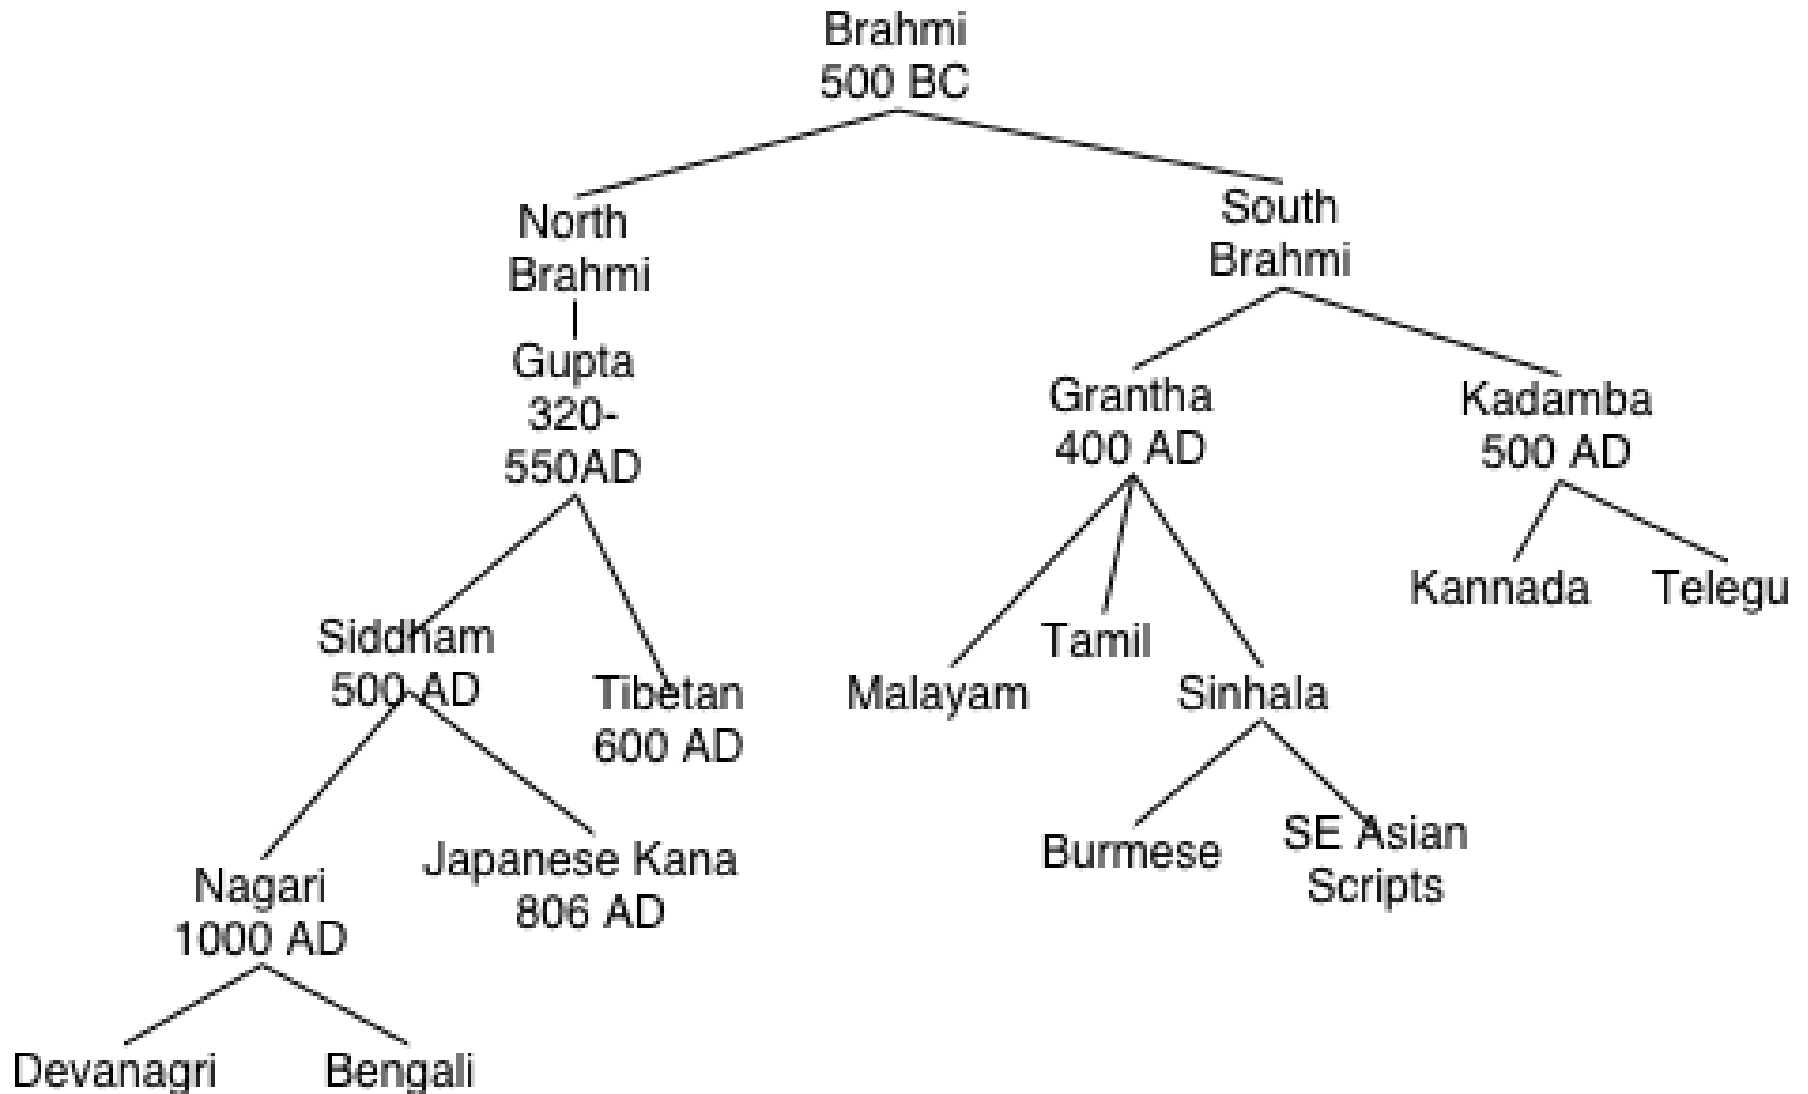 Brahmi
500 BC
North
Brahmi
South
Brahmi
Gupta
320-
550AD
Grantha
400 AD
Kadamba
500 AD
Siddham
500 AD
Tibetan
600 AD
Malayam
Tamil
Sinhala
Kannada
Telegu
Nagari
1000 AD
Japanese Kana
806 AD
Burmese
SE Asian
Scripts
Devanagri
Bengali